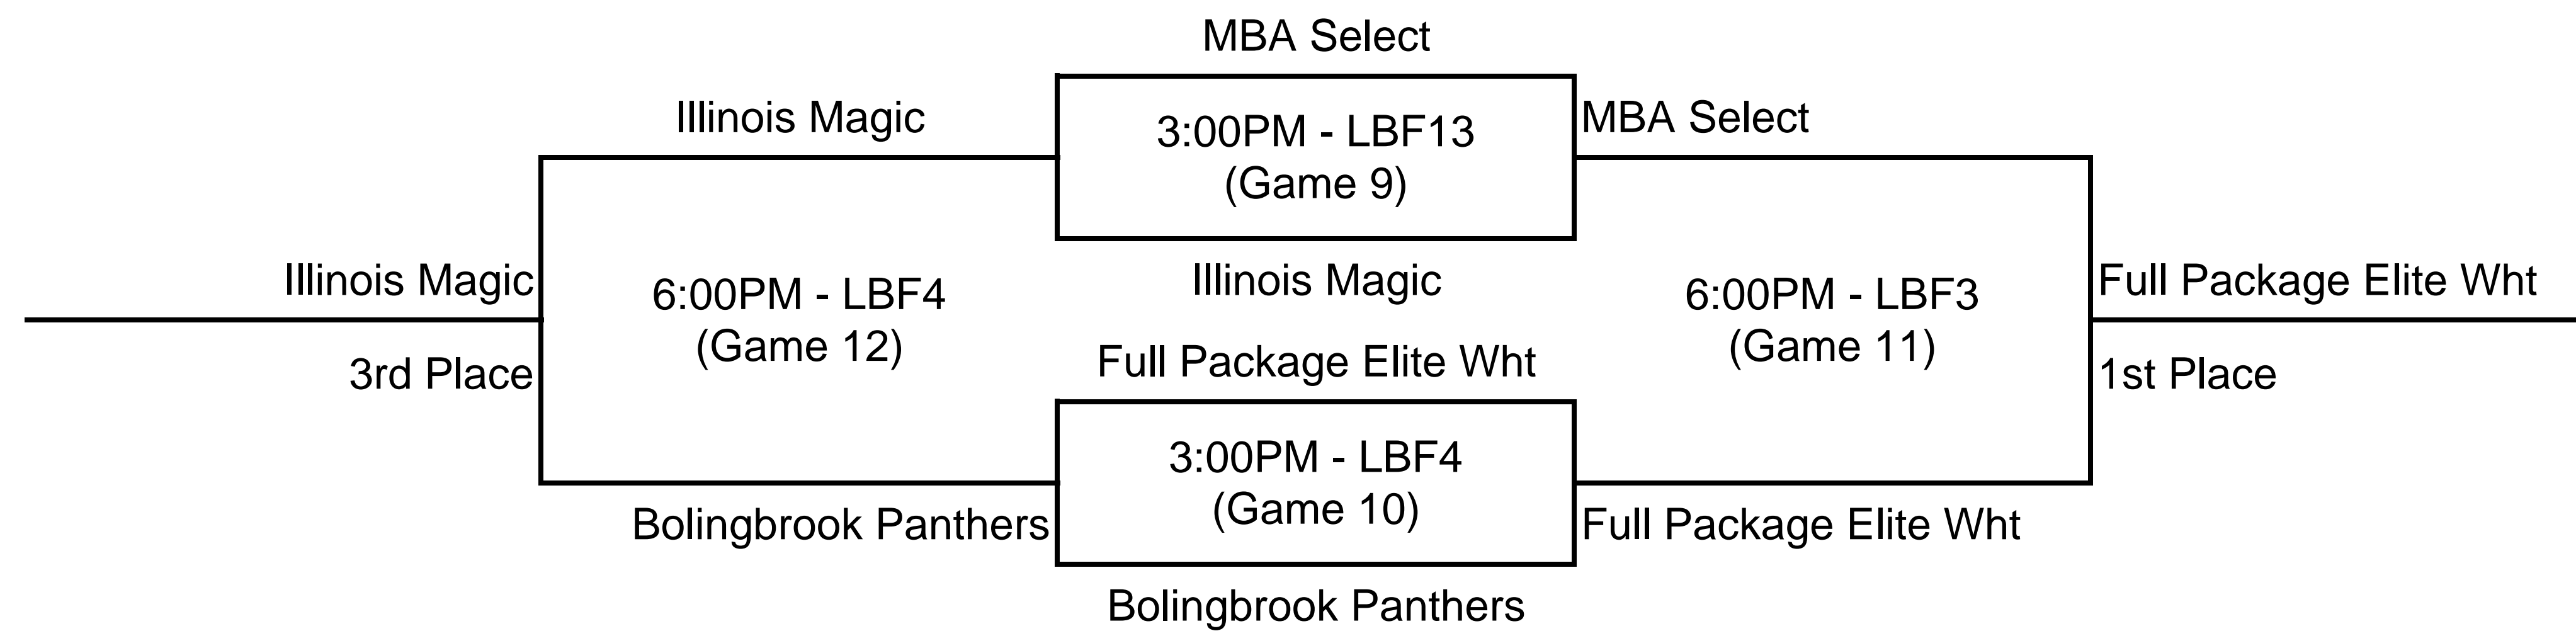 MBA Select
Illinois Magic
3:00PM - LBF13
(Game 9)
MBA Select
Illinois Magic
6:00PM - LBF4
(Game 12)
Illinois Magic
6:00PM - LBF3
(Game 11)
Full Package Elite Wht
3rd Place
Full Package Elite Wht
1st Place
3:00PM - LBF4
(Game 10)
Bolingbrook Panthers
Full Package Elite Wht
Bolingbrook Panthers